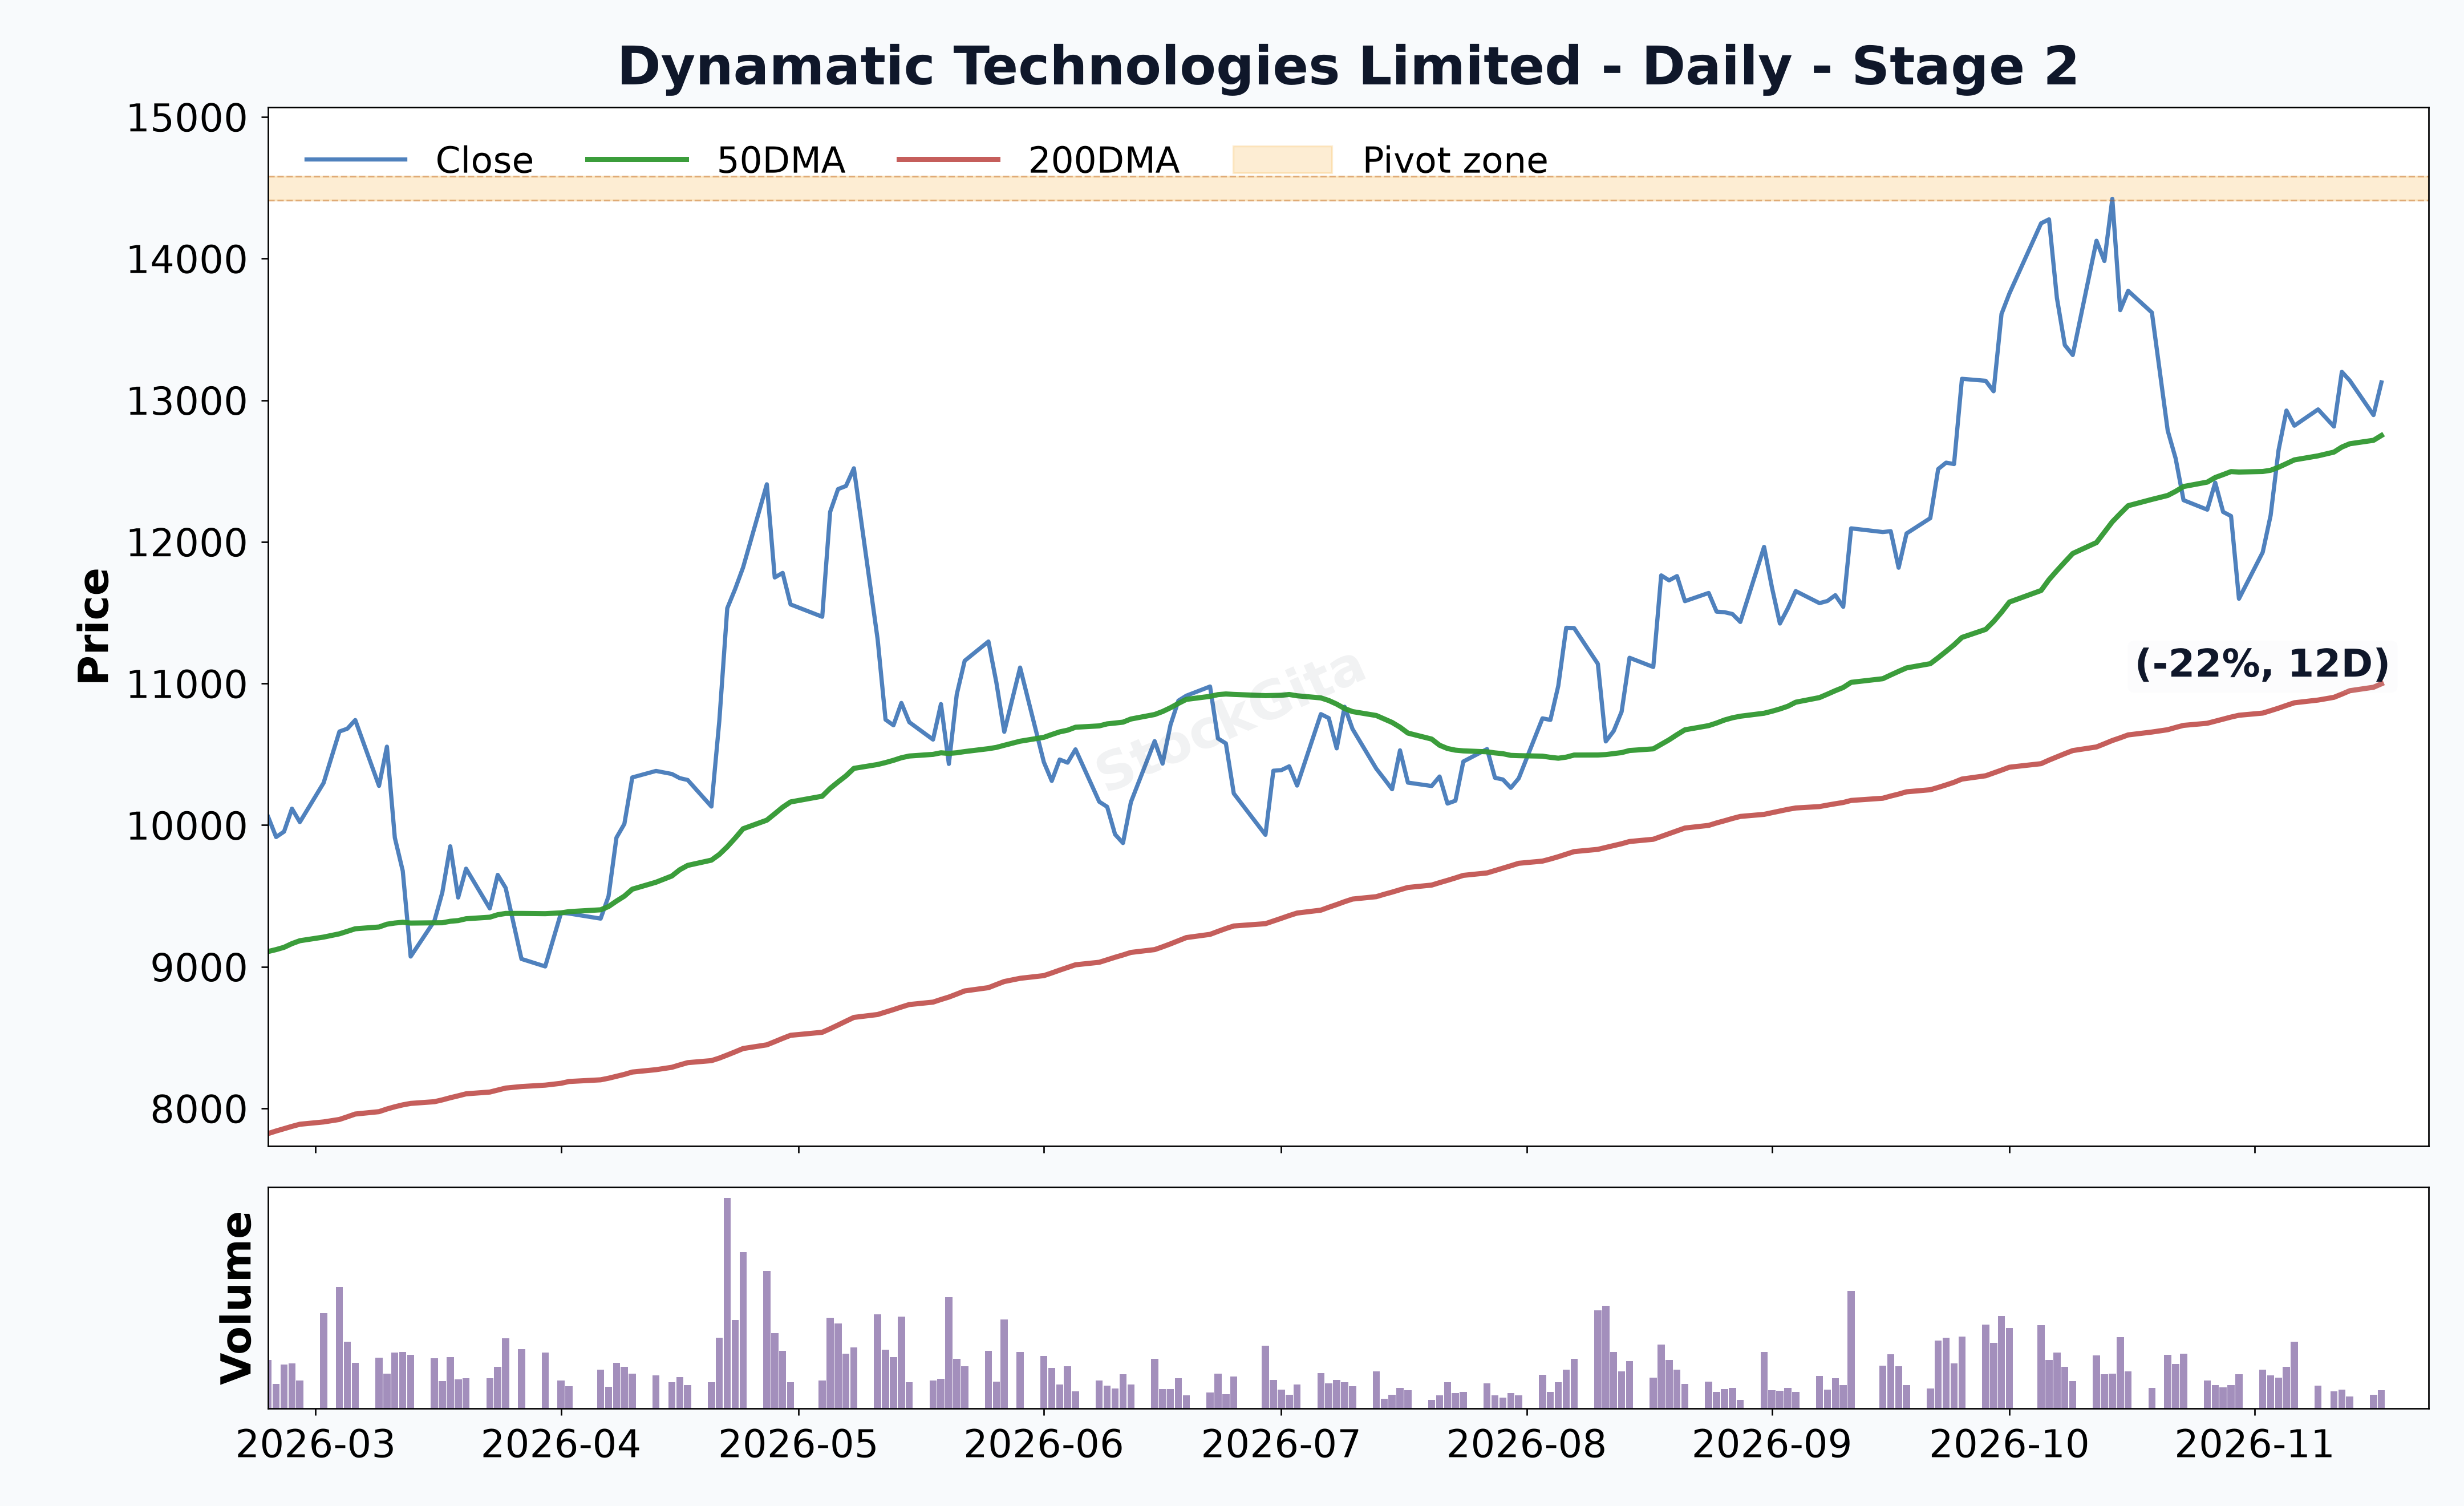 Dynamatic Technologies Limited - Daily - Stage 2
15000
Close 50DMA 200DMA Pivot zone
14000
13000
12000
11000
10000
9000
8000
Price
(-22%, 12D)
StockGita
Volume
2026-03 2026-04 2026-05 2026-06 2026-07 2026-08 2026-09 2026-10 2026-11